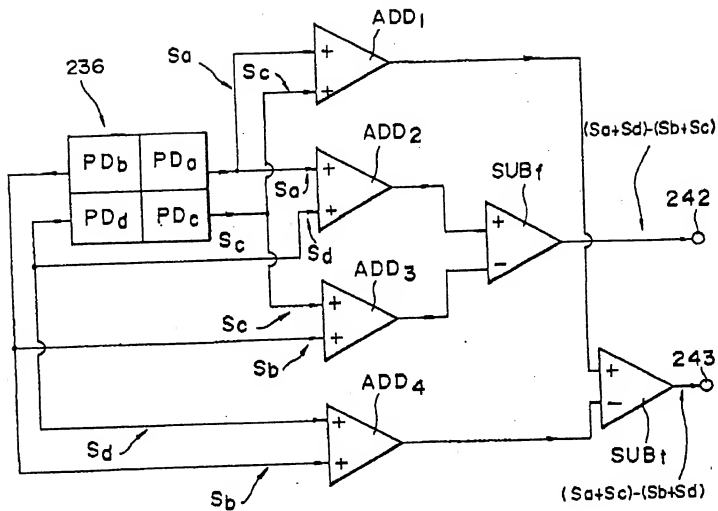 ADD1
Sa
Sc
236
(Sa+Sd)-(Sb+Sc)
PDb PDa
ADD2
SUBf
+
+
Sa
242
PDd PDc
Sc
Sd
+
+
+
−
ADD3
Sc
+
+
Sb
243
ADD4
+
−
Sd
+
+
SUBt
Sb
(Sa+Sc)-(Sb+Sd)